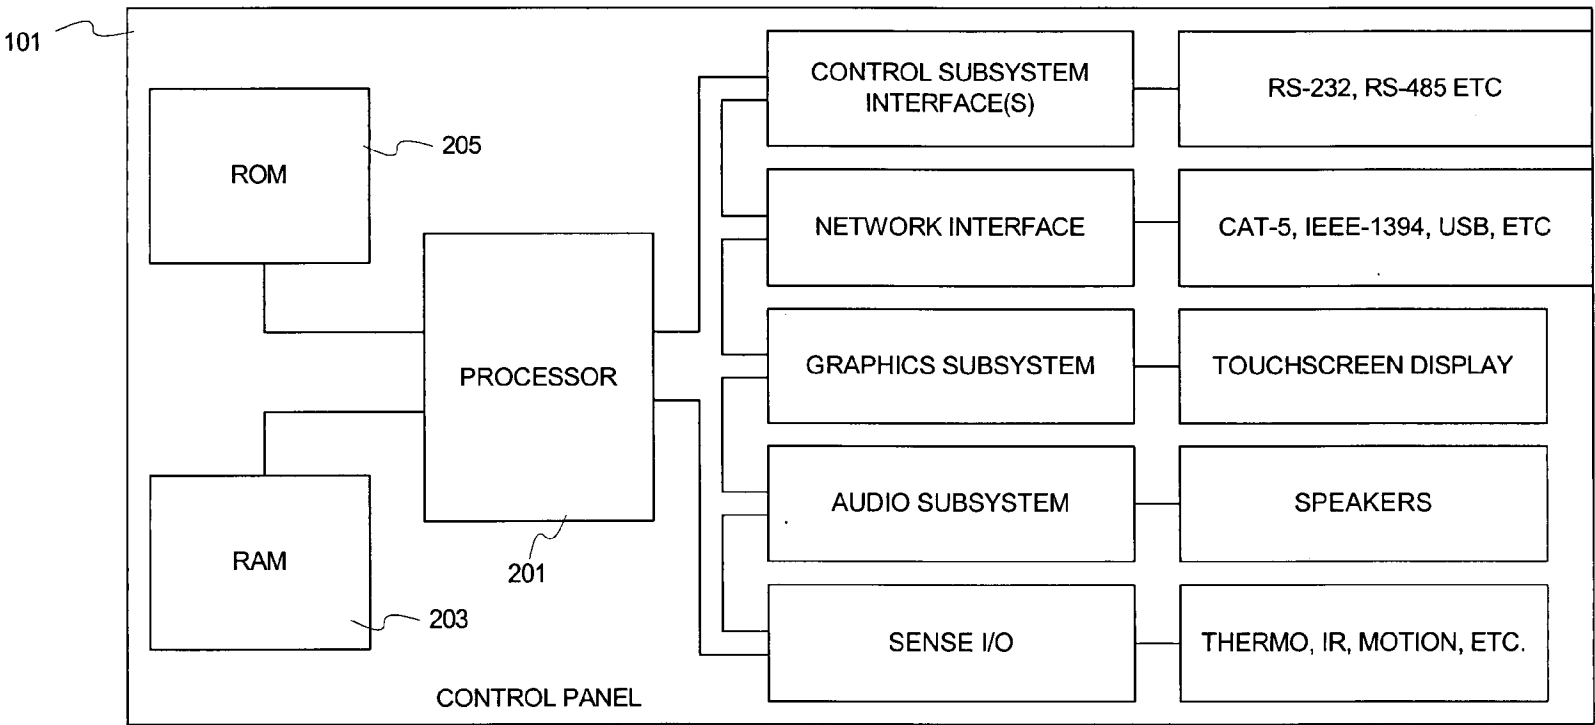 101
ROM
205
PROCESSOR
201
RAM
203
CONTROL PANEL
CONTROL SUBSYSTEM
INTERFACE(S)
RS-232, RS-485 ETC
NETWORK INTERFACE
CAT-5, IEEE-1394, USB, ETC
GRAPHICS SUBSYSTEM
TOUCHSCREEN DISPLAY
AUDIO SUBSYSTEM
SPEAKERS
SENSE I/O
THERMO, IR, MOTION, ETC.